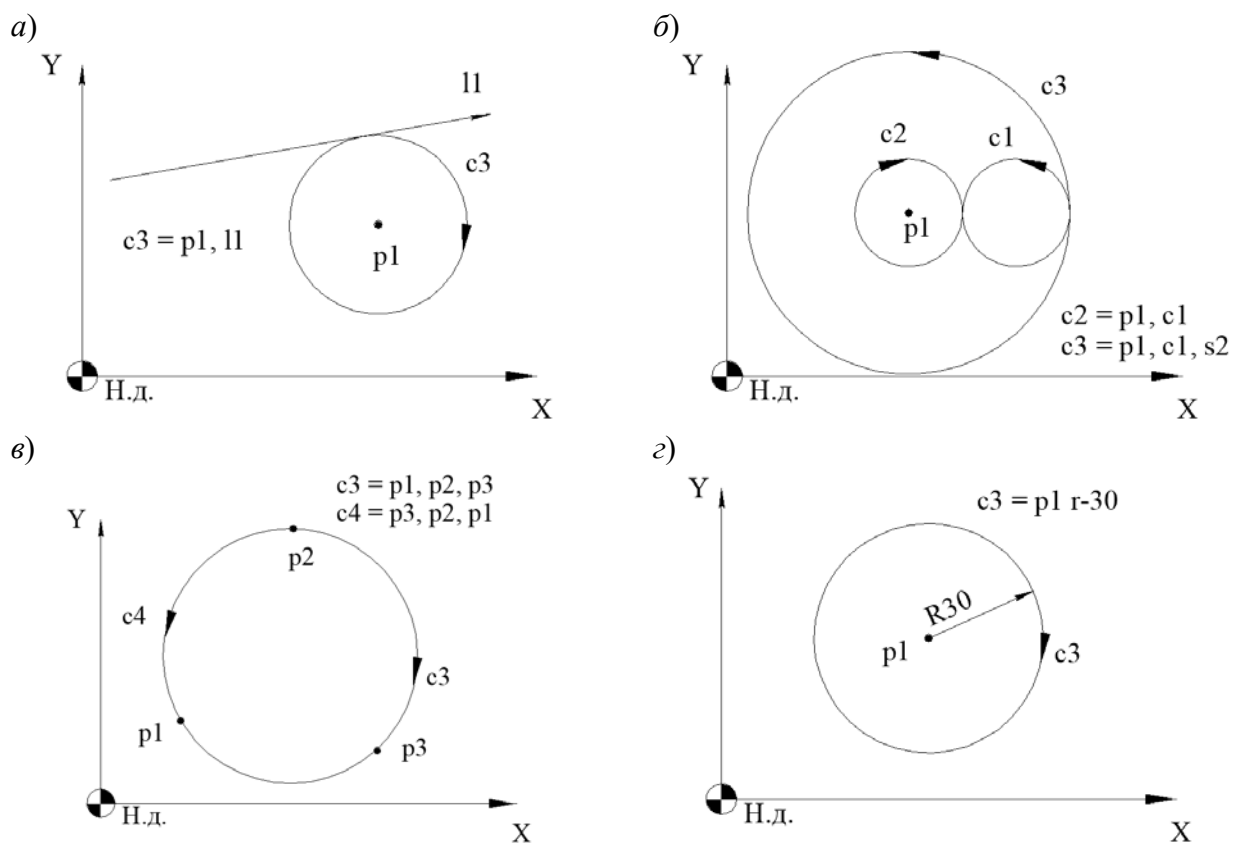 а)
Y
l1
c3
c3 = p1, l1
p1
Н.д.
X
б)
Y
c3
c2
c1
p1
c2 = p1, c1
c3 = p1, c1, s2
Н.д.
X
в)
c3 = p1, p2, p3
c4 = p3, p2, p1
Y
p2
c4
c3
p1
p3
Н.д.
X
г)
Y
c3 = p1 r-30
R30
p1
c3
Н.д.
X